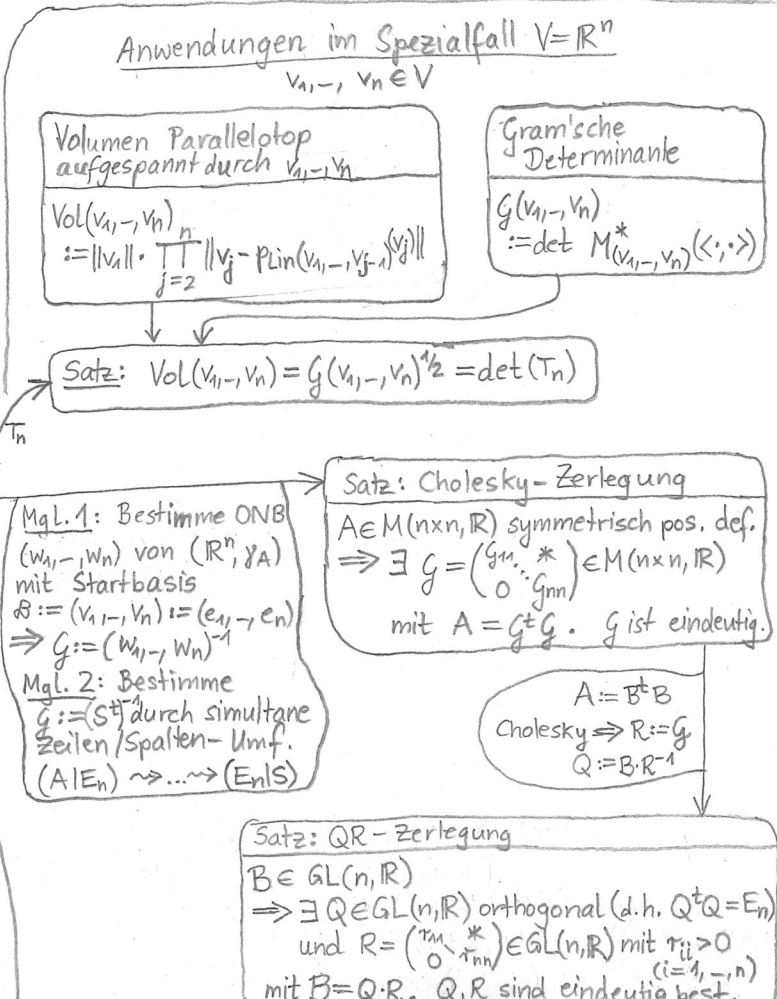 Anwendungen im Spezialfall V=ℝⁿ
v₁,–, vₙ ∈ V
Volumen Parallelotop
aufgespannt durch v₁,–,vₙ
Vol(v₁,–,vₙ)
:=||v₁||· ∏ⁿⱼ₌₂ ||vⱼ – p_Lin(v₁,–,vⱼ₋₁)(vⱼ)||
Gram'sche
Determinante
G(v₁,–,vₙ)
:=det M*₍v₁,–,vₙ₎(<·,·>)
Satz: Vol(v₁,–,vₙ) = G(v₁,–,vₙ)^1/2 = det(Tₙ)
Tₙ
Mgl. 1: Bestimme ONB
(w₁,–,wₙ) von (ℝⁿ, γ_A)
mit Startbasis
ℬ := (v₁,–,vₙ) := (e₁,–,eₙ)
⇒ G:=(w₁,–,wₙ)⁻¹
Mgl. 2: Bestimme
G:=(Sᵗ)⁻¹ durch simultane
Zeilen/Spalten-Umf.
(A|Eₙ) ⇝ ... ⇝ (Eₙ|S)
Satz: Cholesky-Zerlegung
A∈M(n×n,ℝ) symmetrisch pos. def.
⇒ ∃ G = (g₁₁ ⋱ *
0 gₙₙ) ∈ M(n×n,ℝ)
mit A = GᵗG. G ist eindeutig.
A := BᵗB
Cholesky ⇒ R:=G
Q:=B·R⁻¹
Satz: QR-Zerlegung
B ∈ GL(n,ℝ)
⇒ ∃ Q∈GL(n,ℝ) orthogonal (d.h. QᵗQ=Eₙ)
und R = (r₁₁ ⋱ *
0 rₙₙ) ∈ GL(n,ℝ) mit rᵢᵢ>0
(i=1,–,n)
mit B=Q·R. Q,R sind eindeutig best.